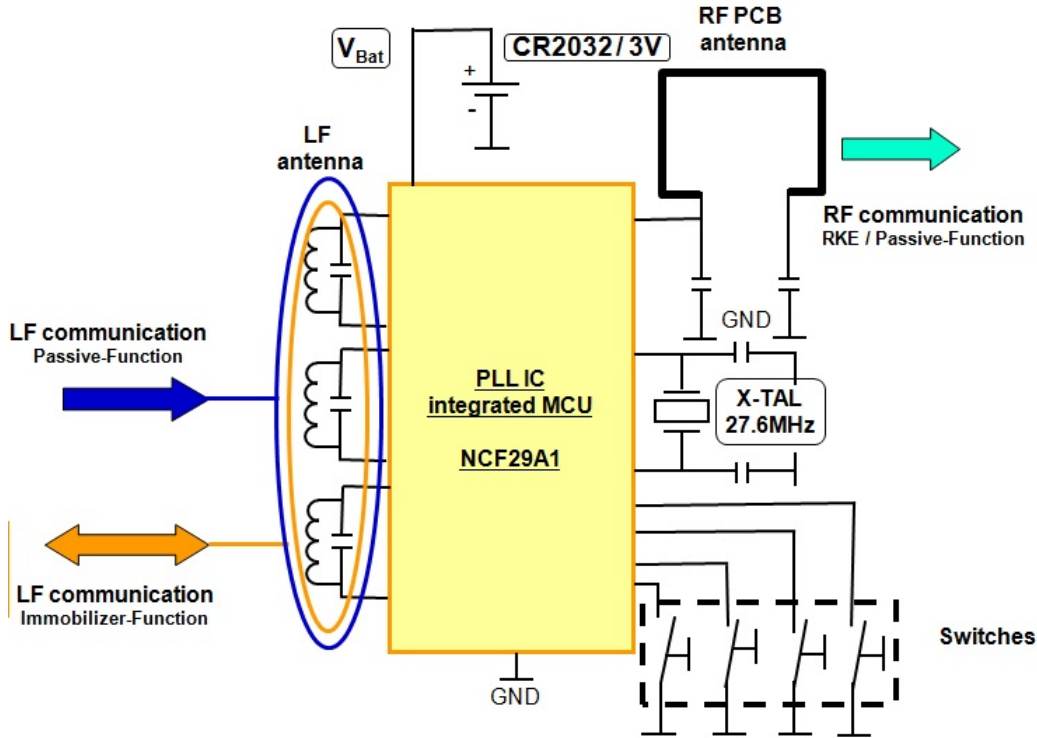 RF PCB
antenna
V_Bat
CR2032 / 3V
+
-
LF
antenna
RF communication
RKE / Passive-Function
LF communication
Passive-Function
GND
PLL IC
integrated MCU
NCF29A1
X-TAL
27.6MHz
LF communication
Immobilizer-Function
Switches
GND